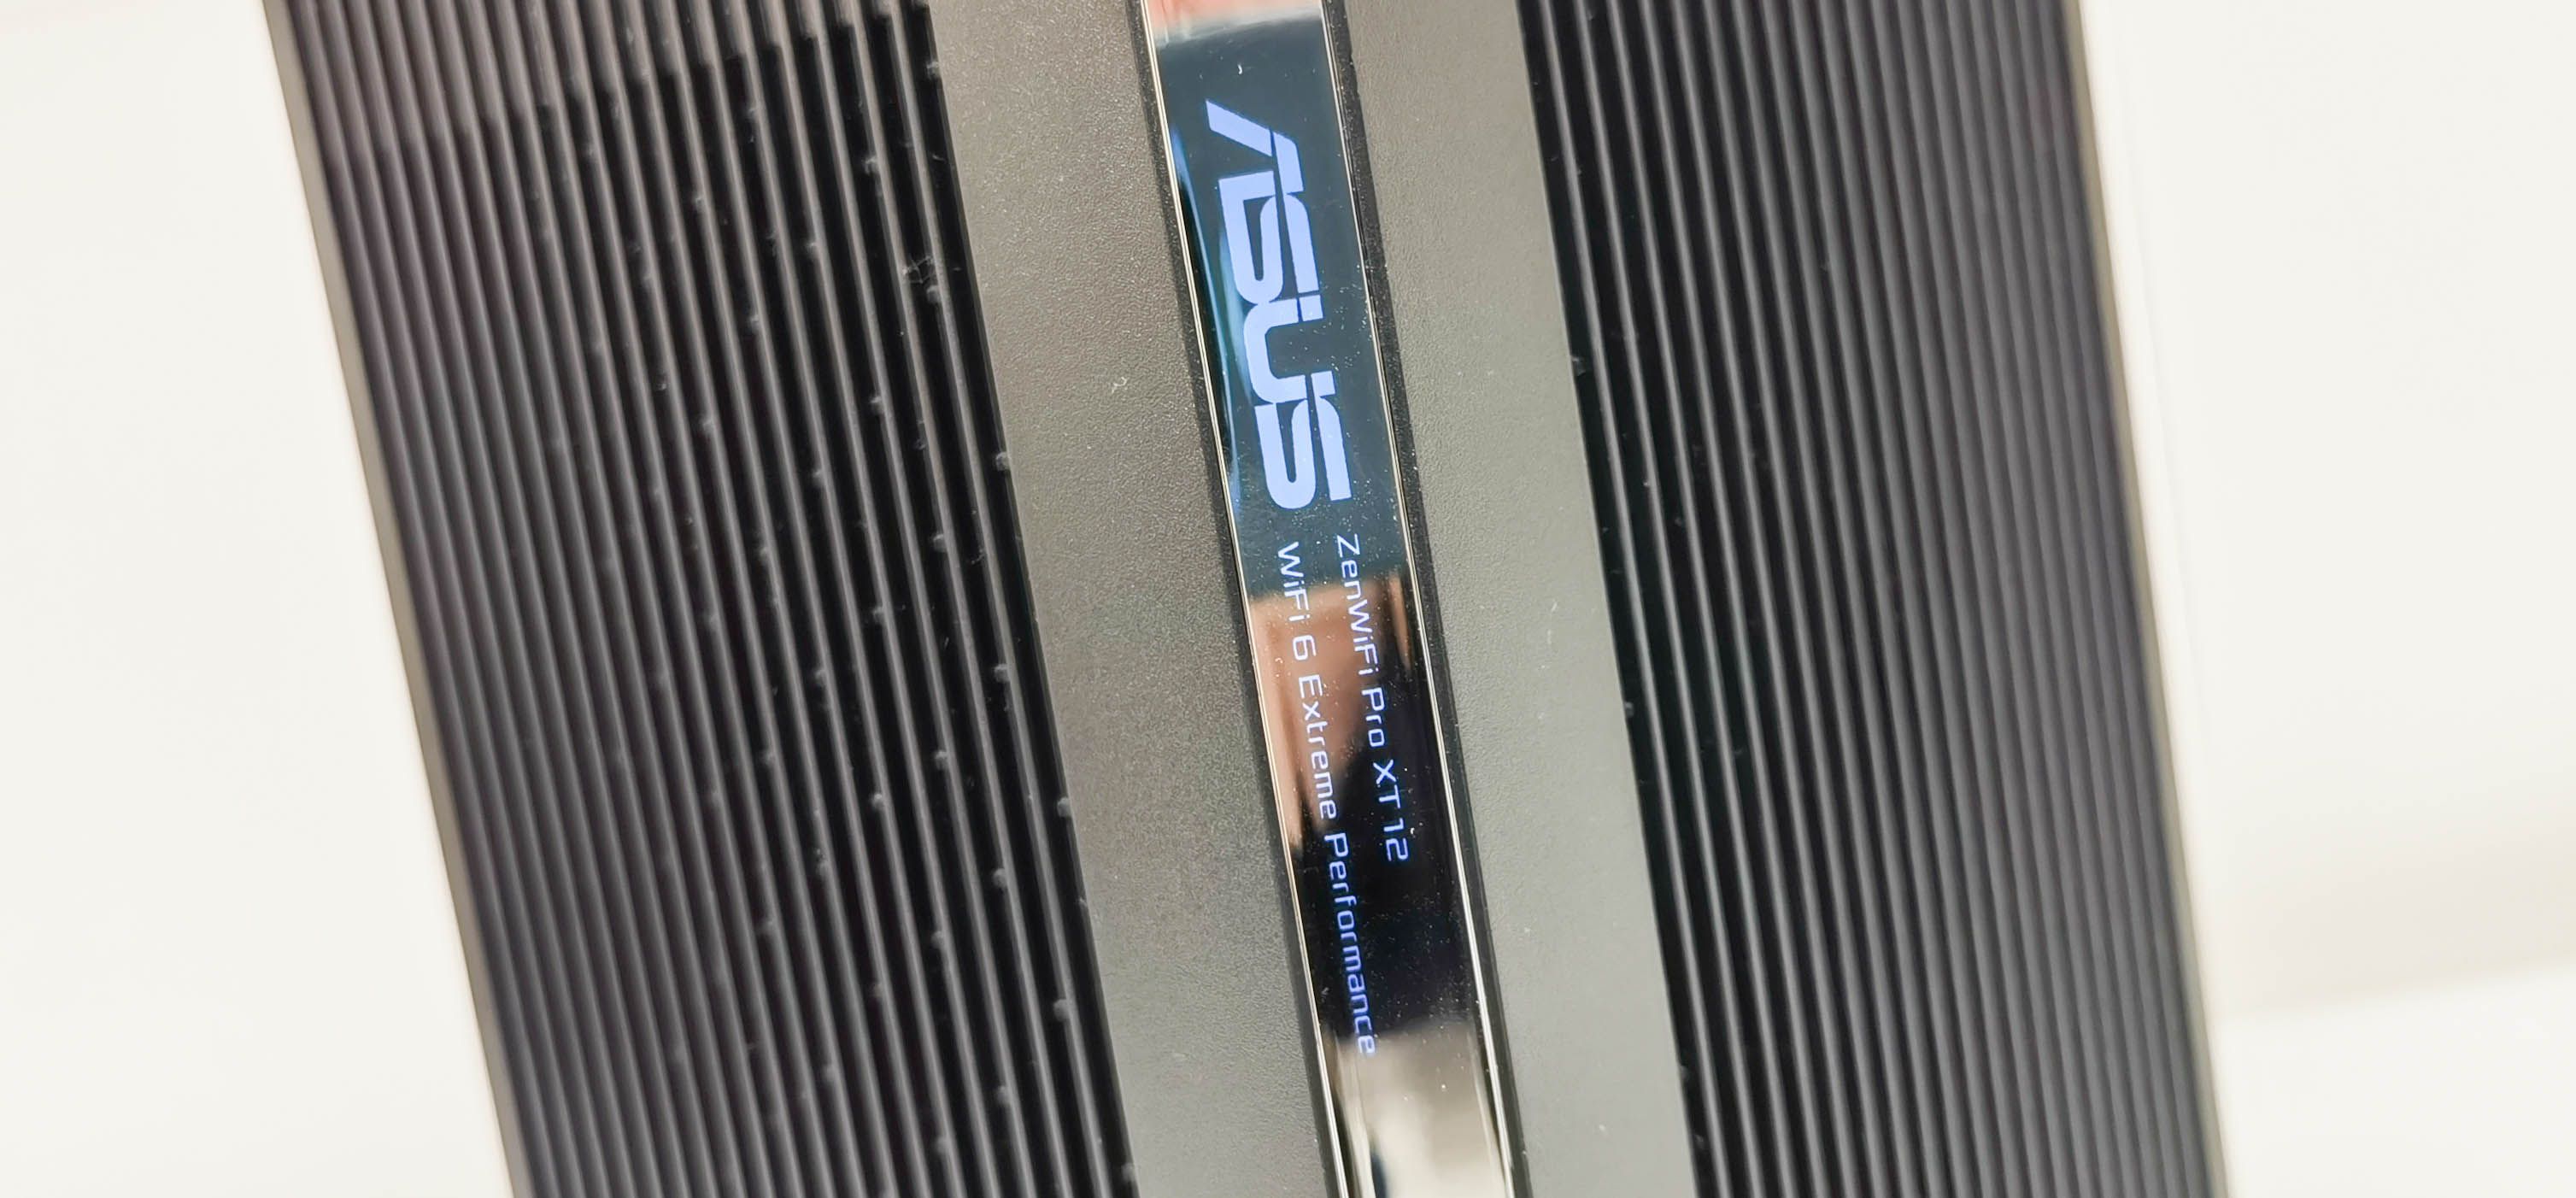 ASUS
ZenWiFi Pro XT12
WiFi 6 Extreme Performance